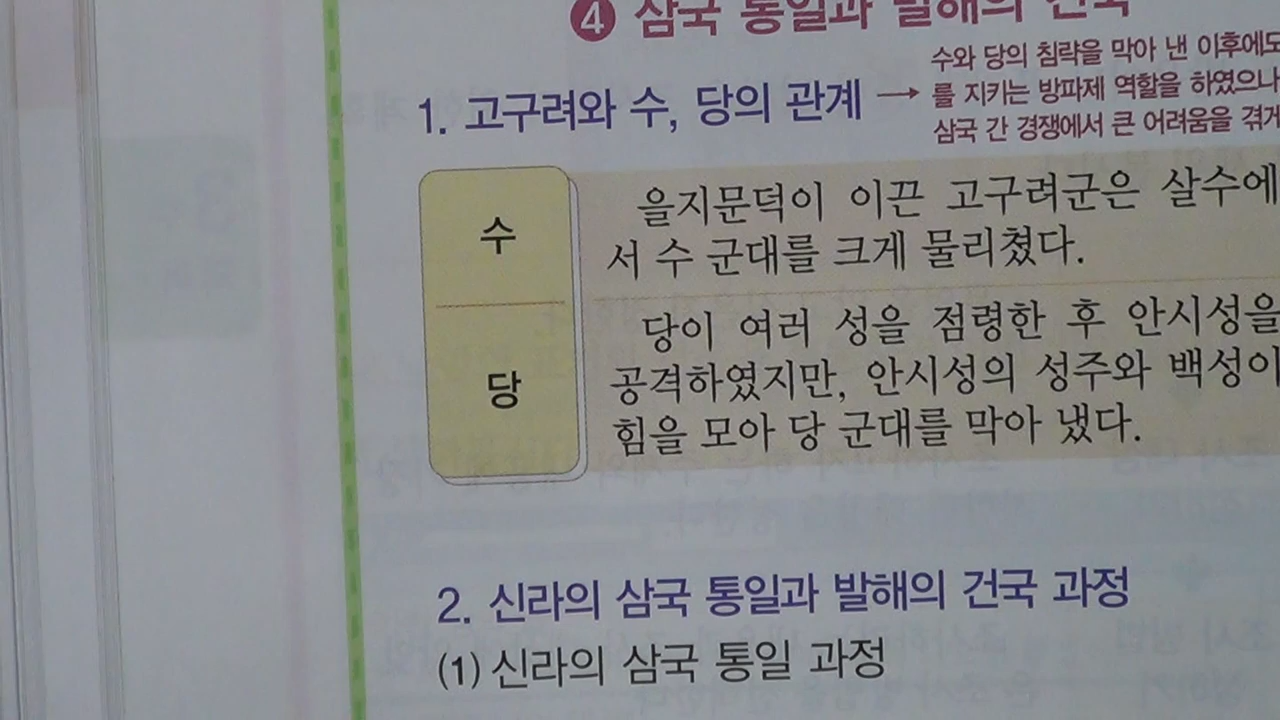 ④ 삼국 통일과 발해의 건국
1. 고구려와 수, 당의 관계 →
수와 당의 침략을 막아 낸 이후에도
를 지키는 방파제 역할을 하였으나
삼국 간 경쟁에서 큰 어려움을 겪게
수
을지문덕이 이끈 고구려군은 살수에
서 수 군대를 크게 물리쳤다.
당
당이 여러 성을 점령한 후 안시성을
공격하였지만, 안시성의 성주와 백성이
힘을 모아 당 군대를 막아 냈다.
2. 신라의 삼국 통일과 발해의 건국 과정
(1) 신라의 삼국 통일 과정